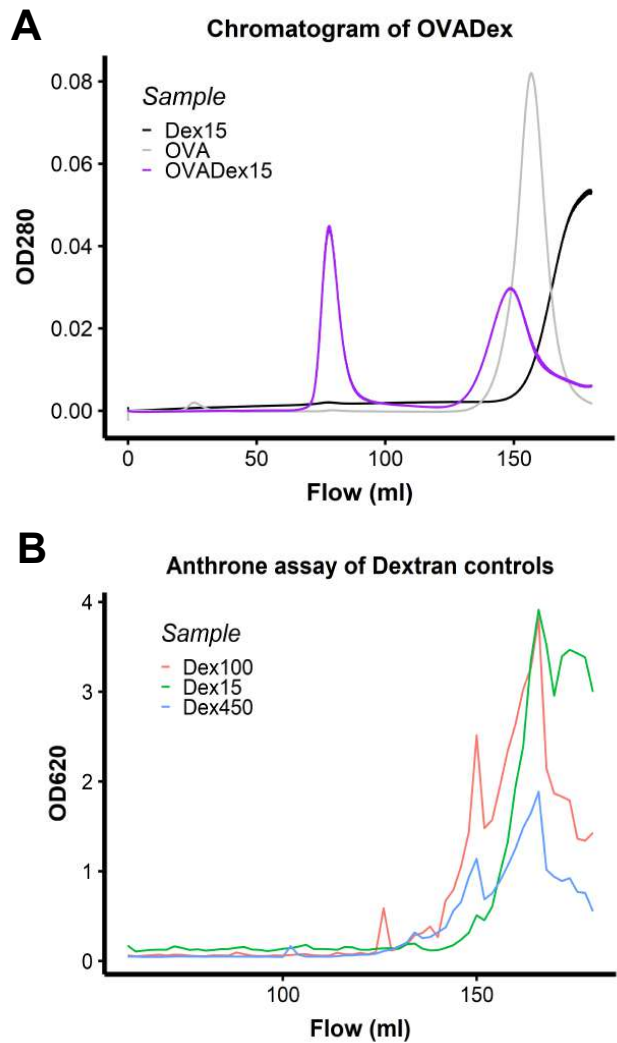 A
Chromatogram of OVADex
0.08
0.06
0.04
0.02
0.00
OD280
Sample
Dex15
OVA
OVADex15
0
50
100
150
Flow (ml)
B
Anthrone assay of Dextran controls
4
3
2
1
0
OD620
Sample
Dex100
Dex15
Dex450
100
150
Flow (ml)